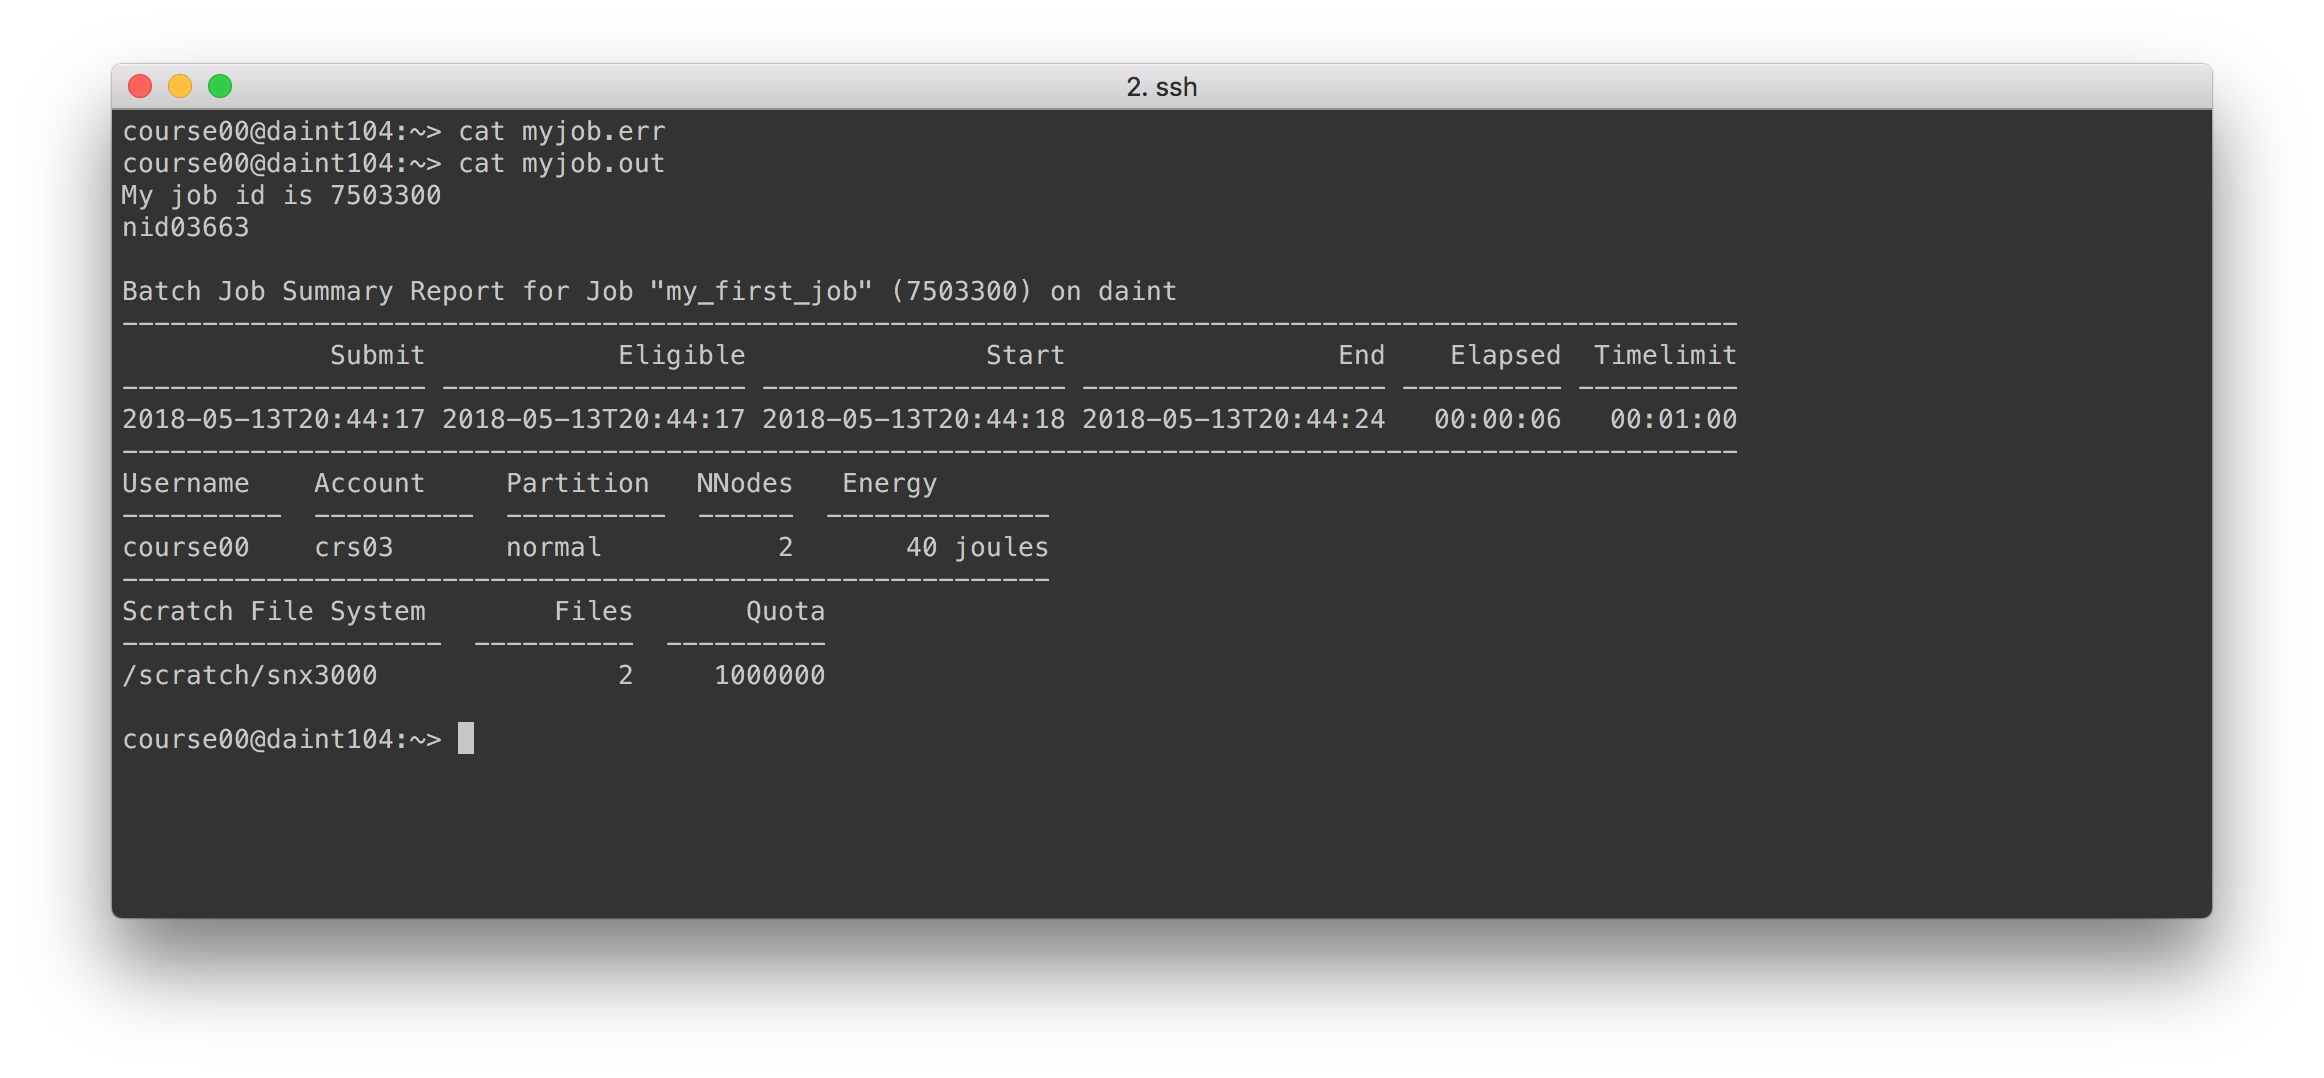 2. ssh
course00@daint104:~> cat myjob.err
course00@daint104:~> cat myjob.out
My job id is 7503300
nid03663
Batch Job Summary Report for Job "my_first_job" (7503300) on daint
-----------------------------------------------------------------------------------------------------
             Submit            Eligible               Start                 End    Elapsed  Timelimit
------------------- ------------------- ------------------- ------------------- ---------- ----------
2018-05-13T20:44:17 2018-05-13T20:44:17 2018-05-13T20:44:18 2018-05-13T20:44:24   00:00:06   00:01:00
-----------------------------------------------------------------------------------------------------
Username    Account     Partition   NNodes   Energy
----------  ----------  ----------  ------  --------------
course00    crs03       normal           2       40 joules
----------------------------------------------------------
Scratch File System        Files       Quota
--------------------  ----------  ----------
/scratch/snx3000               2     1000000
course00@daint104:~>